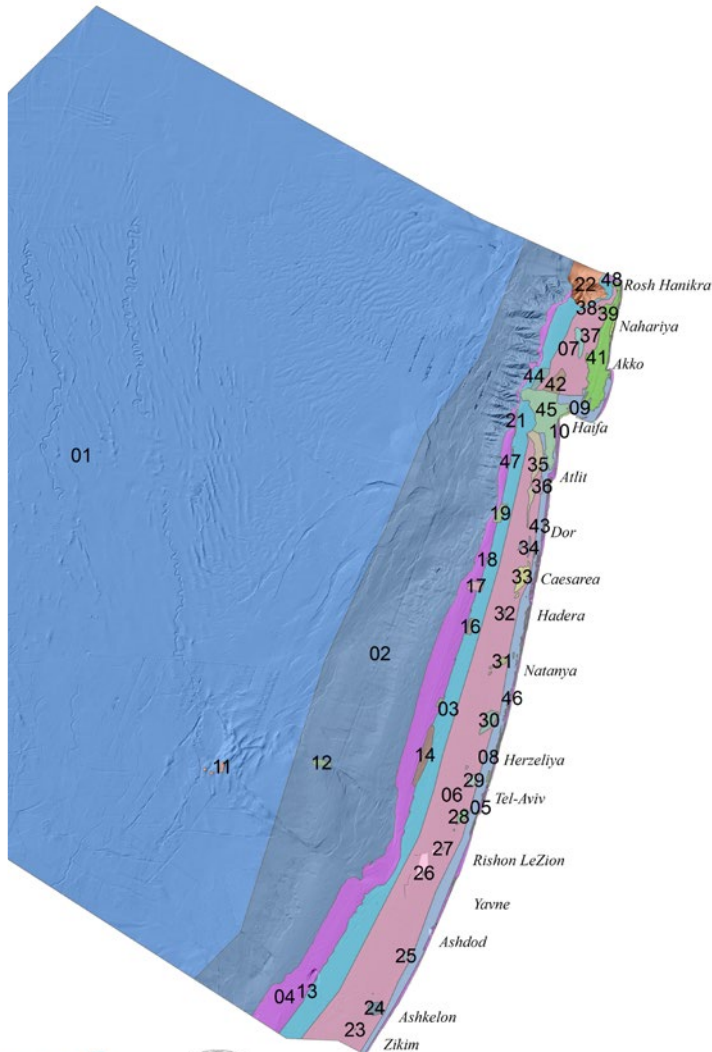 48
22 Rosh Hanikra
38 39
Nahariya
37
07 41 Akko
44 42
45 09
21 10 Haifa
01
47 35
Atlit
36
19
43 Dor
18 34
17 33 Caesarea
16 32 Hadera
02
31 Natanya
46
03
30
14 08 Herzeliya
11 12
29
06 05 Tel-Aviv
28
27
Rishon LeZion
26
Yavne
25 Ashdod
04 13
24 Ashkelon
23
Zikim